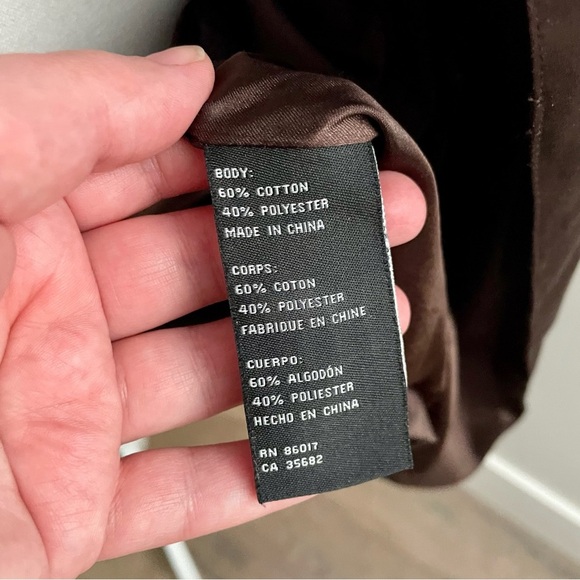 BODY:
60% COTTON
40% POLYESTER
MADE IN CHINA
CORPS:
60% COTON
40% POLYESTER
FABRIQUE EN CHINE
CUERPO:
60% ALGODÓN
40% POLIESTER
HECHO EN CHINA
RN 86017
CA 35682